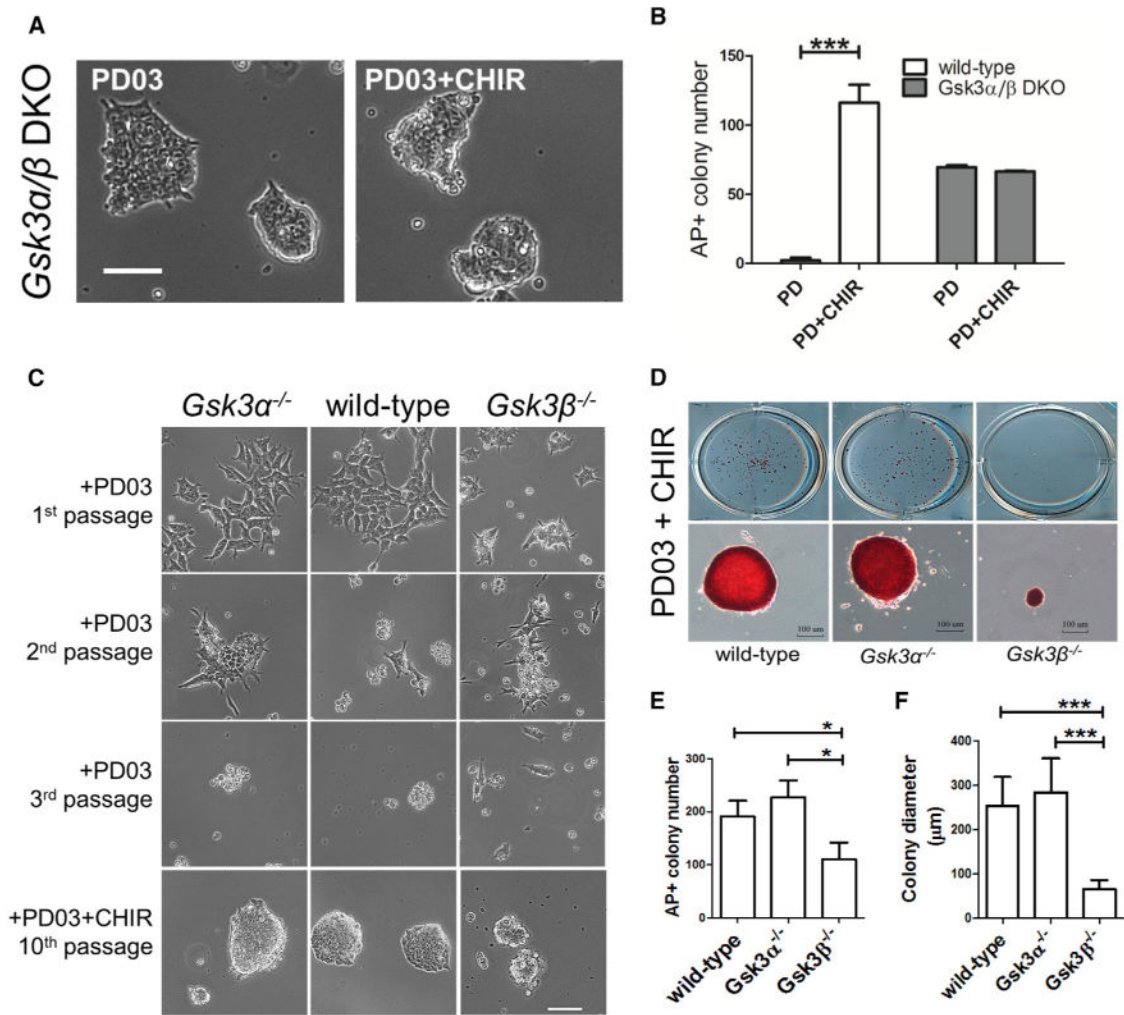 A
Gsk3α/β DKO
PD03
PD03+CHIR
B
AP+ colony number
150
100
50
0
***
wild-type
Gsk3α/β DKO
PD
PD+CHIR
PD
PD+CHIR
C
Gsk3α-/-
wild-type
Gsk3β-/-
+PD03
1st passage
+PD03
2nd passage
+PD03
3rd passage
+PD03+CHIR
10th passage
D
PD03 + CHIR
100 um
100 um
100 um
wild-type
Gsk3α-/-
Gsk3β-/-
E
AP+ colony number
300
200
100
0
*
*
wild-type
Gsk3α-/-
Gsk3β-/-
F
Colony diameter
(μm)
400
300
200
100
0
***
***
wild-type
Gsk3α-/-
Gsk3β-/-